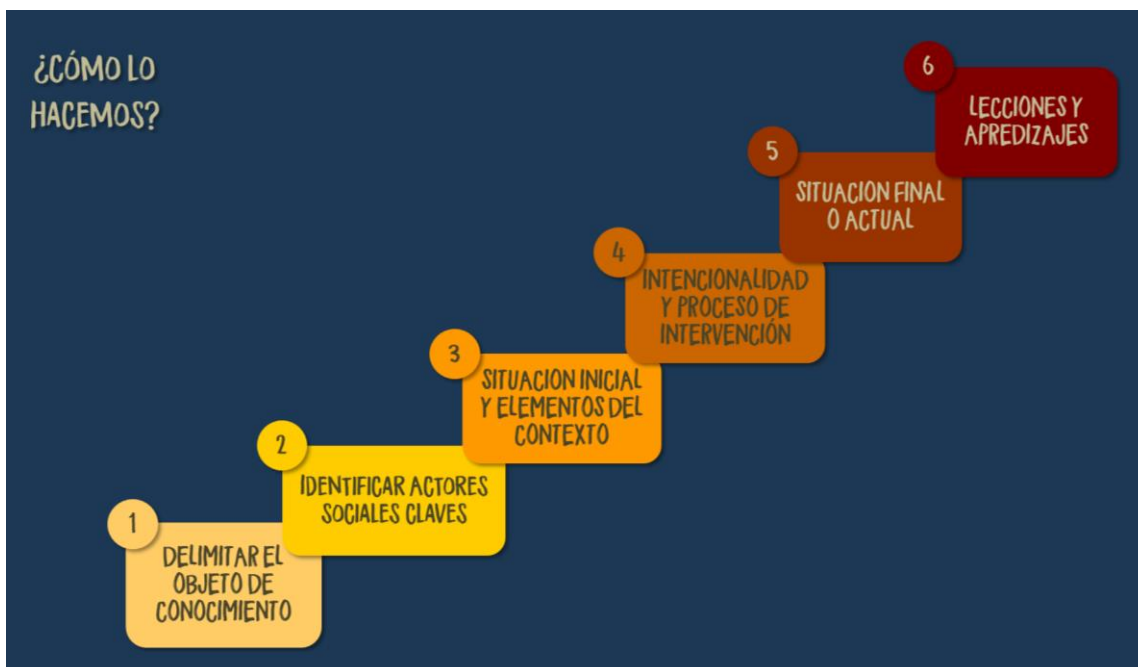 ¿CÓMO LO
HACEMOS?
1
DELIMITAR EL
OBJETO DE
CONOCIMIENTO
2
IDENTIFICAR ACTORES
SOCIALES CLAVES
3
SITUACION INICIAL
Y ELEMENTOS DEL
CONTEXTO
4
INTENCIONALIDAD
Y PROCESO DE
INTERVENCIÓN
5
SITUACION FINAL
O ACTUAL
6
LECCIONES Y
APREDIZAJES